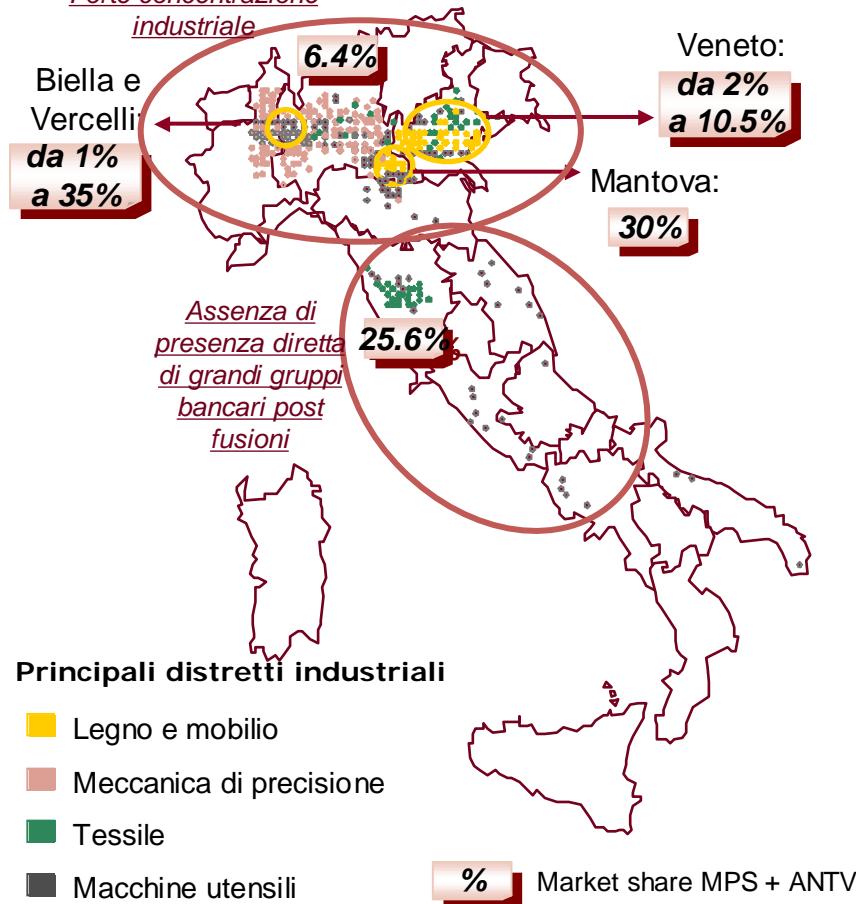 Forte concentrazione
industriale
6.4%
Biella e
Vercelli:
da 1%
a 35%
Veneto:
da 2%
a 10.5%
Mantova:
30%
Assenza di
presenza diretta
di grandi gruppi
bancari post
fusioni
25.6%
%
Principali distretti industriali
Legno e mobilio
Meccanica di precisione
Tessile
Macchine utensili
% Market share MPS + ANTV